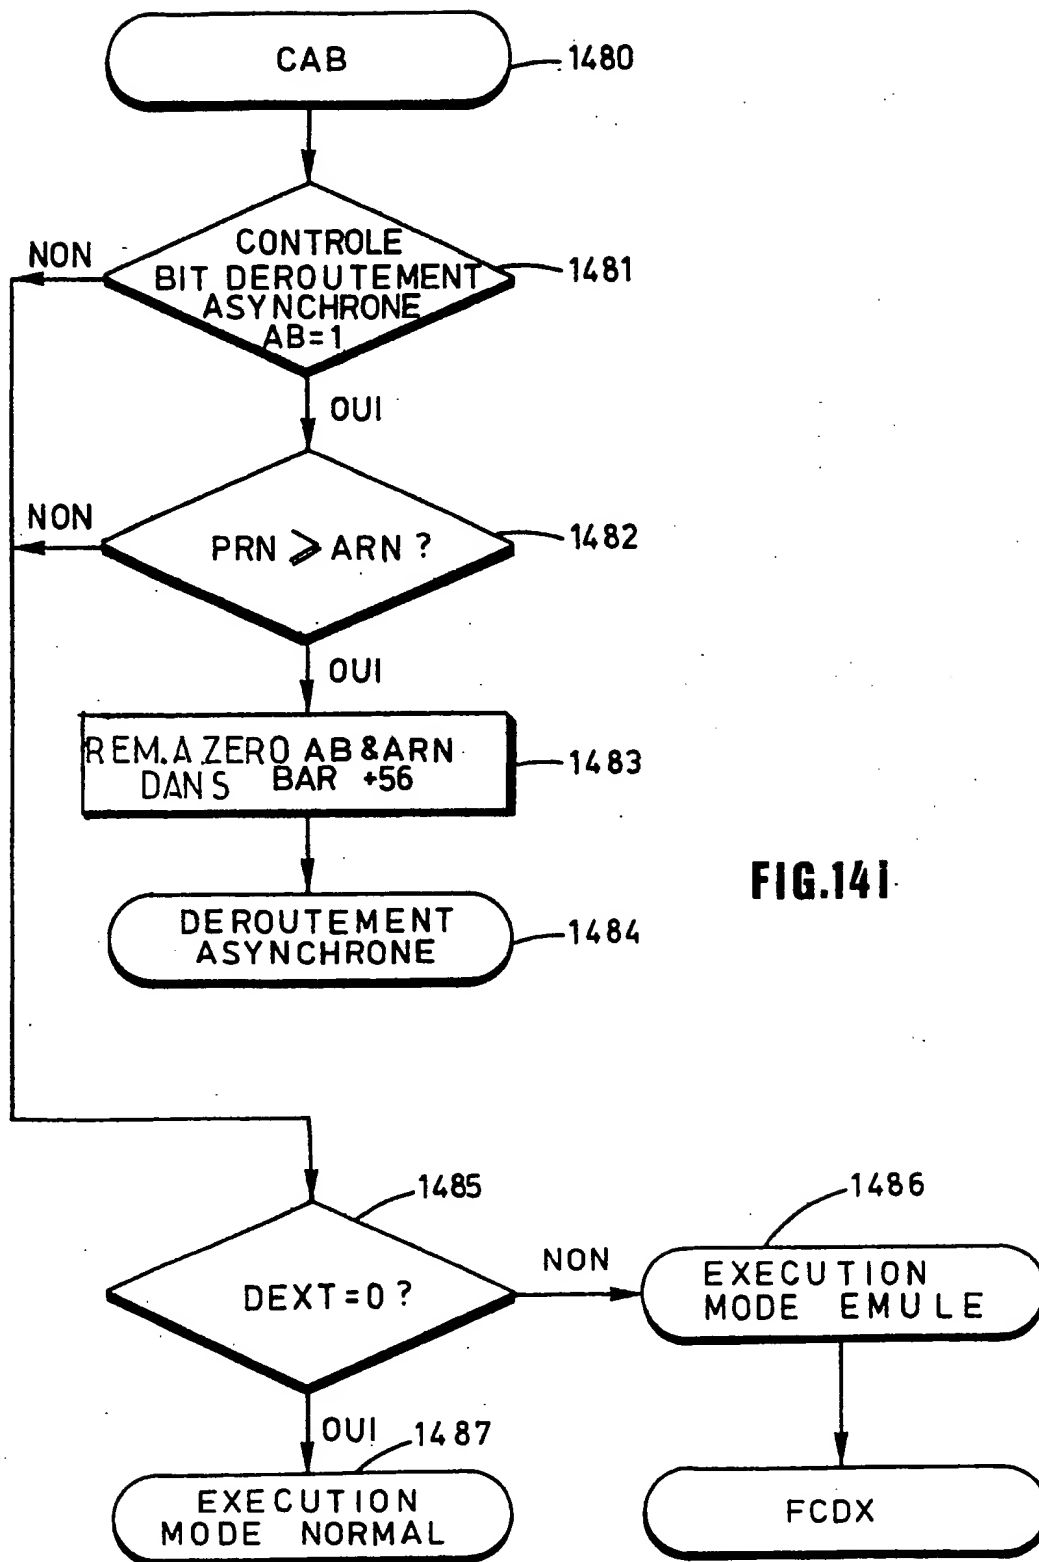 CAB
1480
CONTROLE
BIT DEROUTEMENT
ASYNCHRONE
AB=1
1481
NON
OUI
PRN ⩾ ARN ?
1482
NON
OUI
REM.A ZERO AB & ARN
DANS BAR +56
1483
DEROUTEMENT
ASYNCHRONE
1484
FIG.14i
1485
DEXT=0 ?
NON
1486
EXECUTION
MODE EMULE
OUI
1487
EXECUTION
MODE NORMAL
FCDX